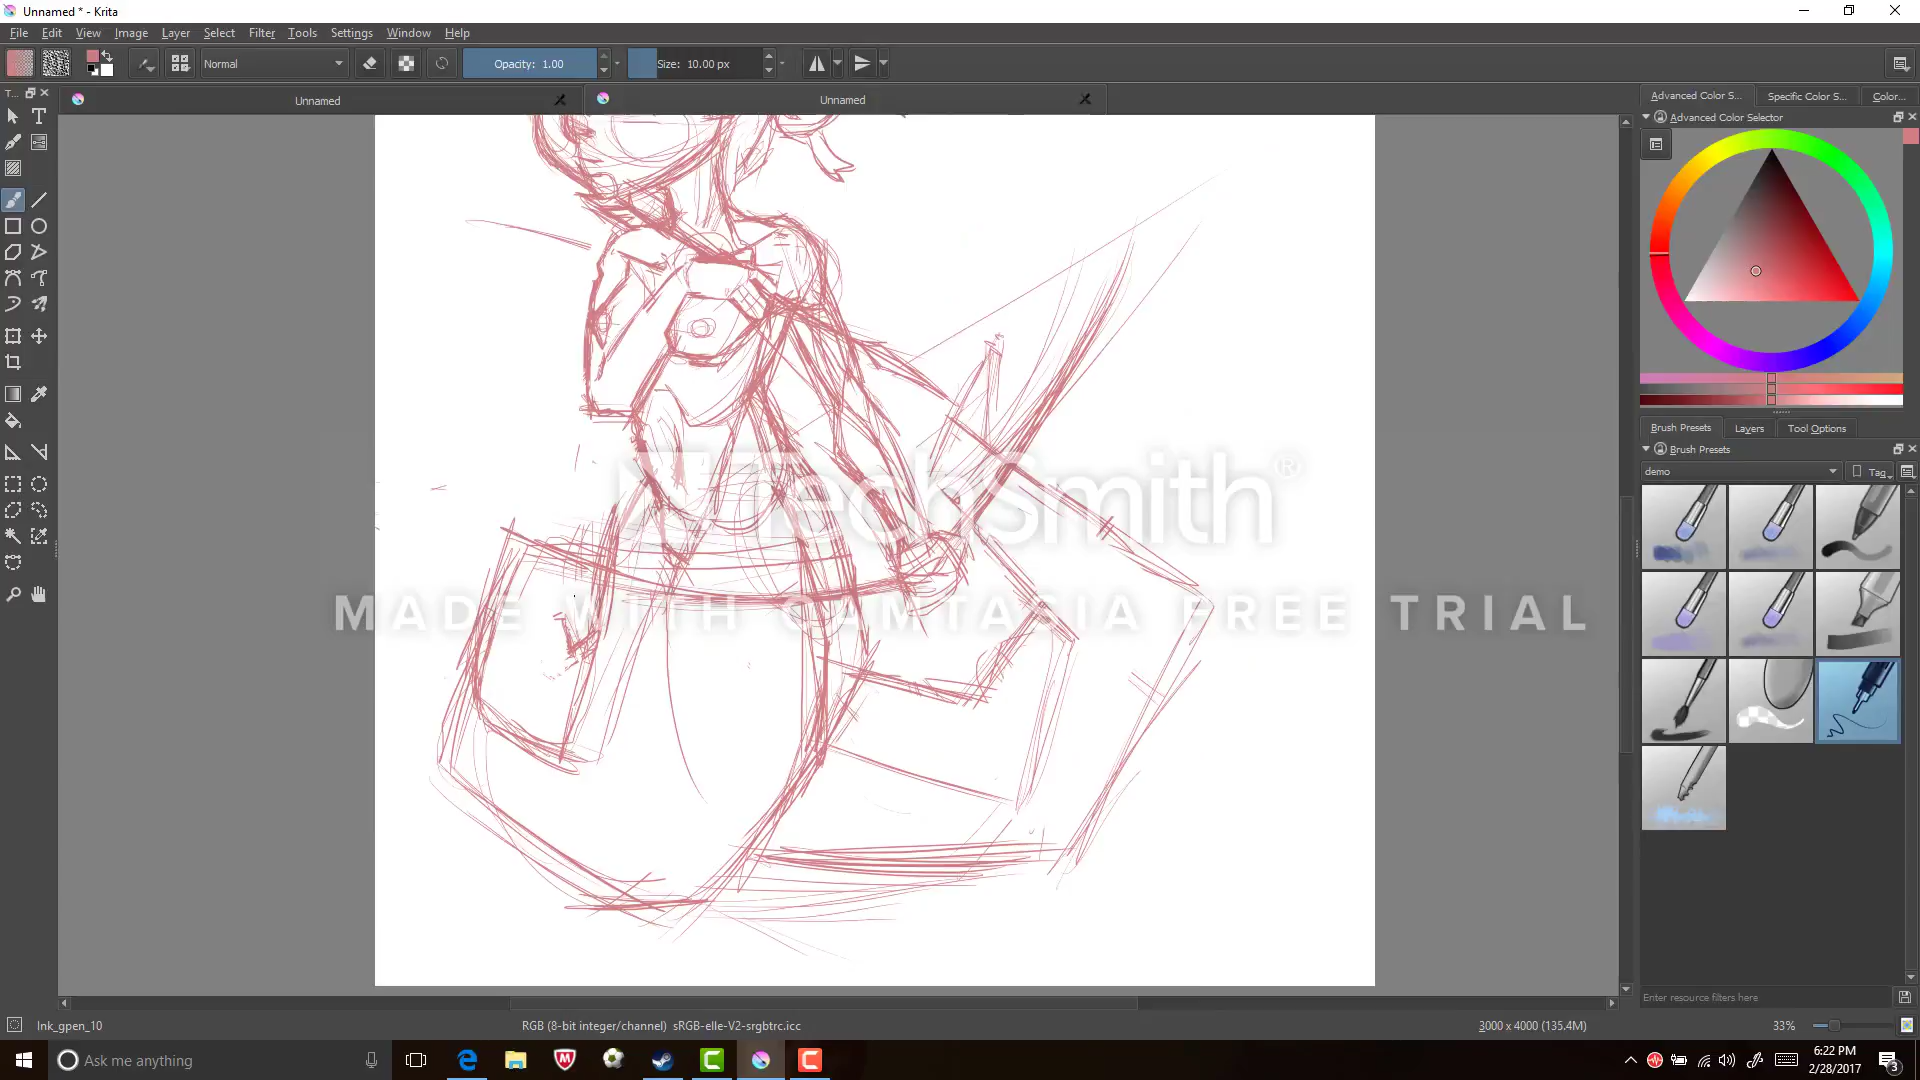 Unnamed * - Krita
File Edit View Image Layer Select Filter Tools Settings Window Help
Normal
Opacity: 1.00
Size: 10.00 px
T...
Unnamed
Unnamed
Advanced Color S...
Specific Color S...
Color...
Advanced Color Selector
Brush Presets
Layers
Tool Options
Brush Presets
demo
Tag
TechSmith®
MADE WITH CAMTASIA FREE TRIAL
Enter resource filters here
Ink_gpen_10
RGB (8-bit integer/channel) sRGB-elle-V2-srgbtrc.icc
3000 x 4000 (135.4M)
33%
Ask me anything
6:22 PM
2/28/2017
3